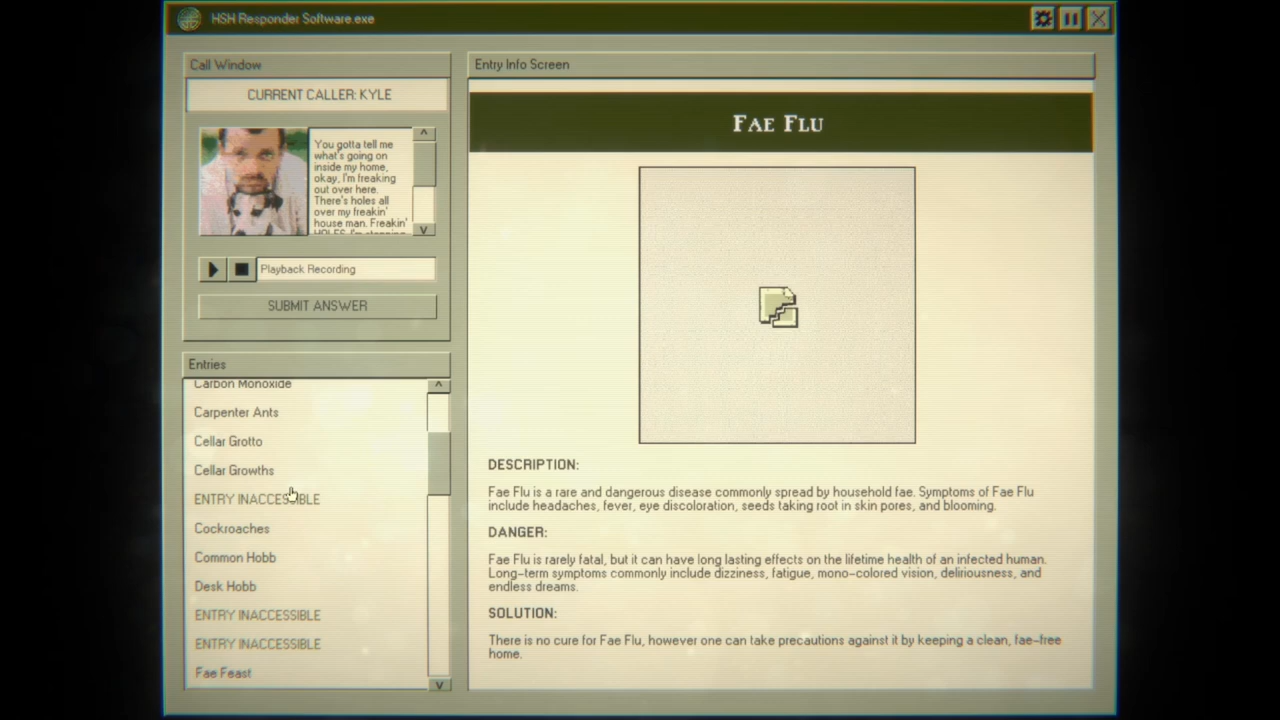 HSH Responder Software.exe
Call Window
CURRENT CALLER: KYLE
You gotta tell me
what's going on
inside my home,
okay, I'm freaking
out over here.
There's holes all
over my freakin'
house man. Freakin'
Playback Recording
SUBMIT ANSWER
Entries
Carbon Monoxide
Carpenter Ants
Cellar Grotto
Cellar Growths
ENTRY INACCESSIBLE
Cockroaches
Common Hobb
Desk Hobb
ENTRY INACCESSIBLE
ENTRY INACCESSIBLE
Fae Feast
Entry Info Screen
FAE FLU
DESCRIPTION:
Fae Flu is a rare and dangerous disease commonly spread by household fae. Symptoms of Fae Flu
include headaches, fever, eye discoloration, seeds taking root in skin pores, and blooming.
DANGER:
Fae Flu is rarely fatal, but it can have long lasting effects on the lifetime health of an infected human.
Long-term symptoms commonly include dizziness, fatigue, mono-colored vision, deliriousness, and
endless dreams.
SOLUTION:
There is no cure for Fae Flu, however one can take precautions against it by keeping a clean, fae-free
home.